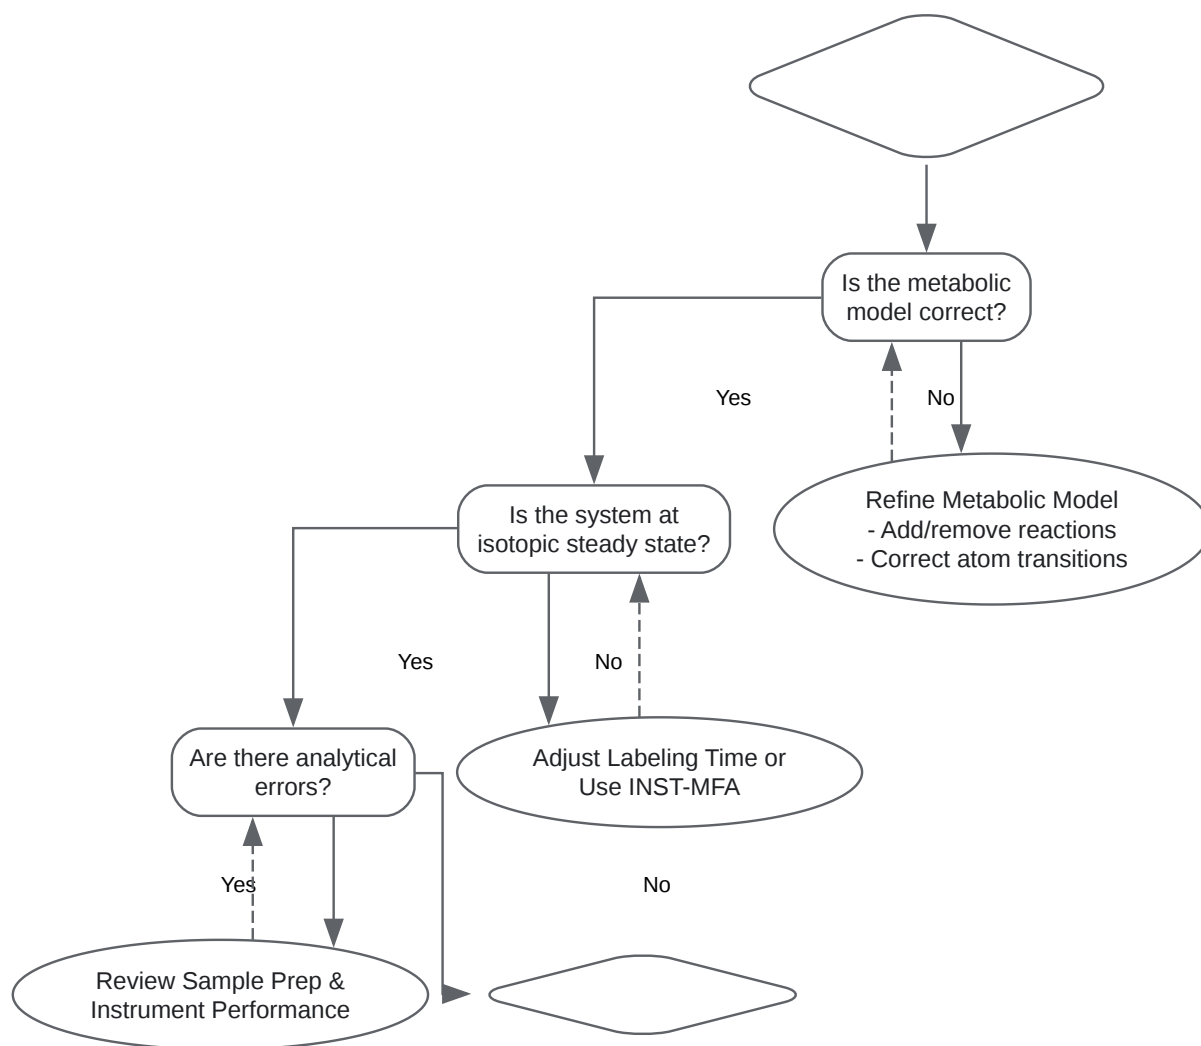 Is the metabolic
model correct?
Yes
No
Refine Metabolic Model
- Add/remove reactions
- Correct atom transitions
Is the system at
isotopic steady state?
Yes
No
Adjust Labeling Time or
Use INST-MFA
Are there analytical
errors?
Yes
No
Review Sample Prep &
Instrument Performance